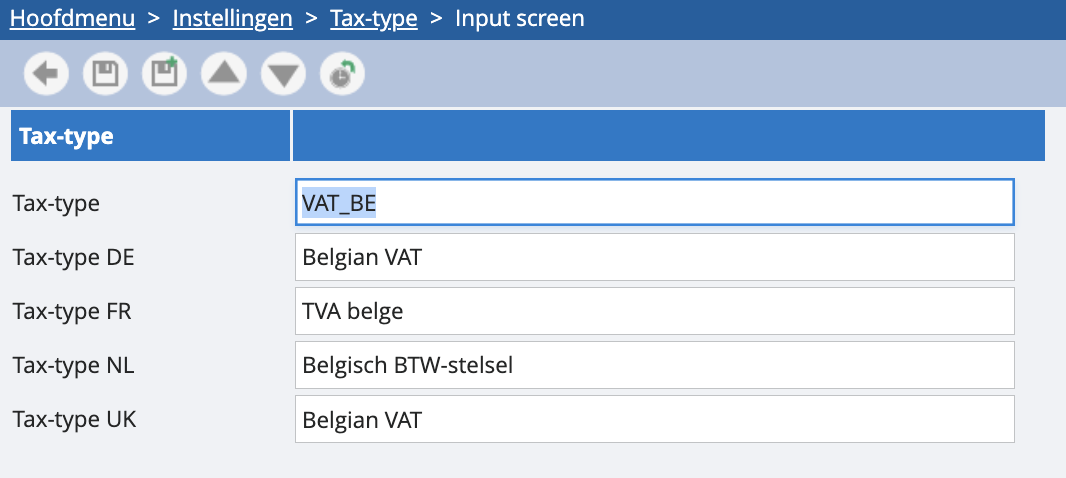 Hoofdmenu > Instellingen > Tax-type > Input screen
Tax-type
Tax-type VAT_BE
Tax-type DE Belgian VAT
Tax-type FR TVA belge
Tax-type NL Belgisch BTW-stelsel
Tax-type UK Belgian VAT